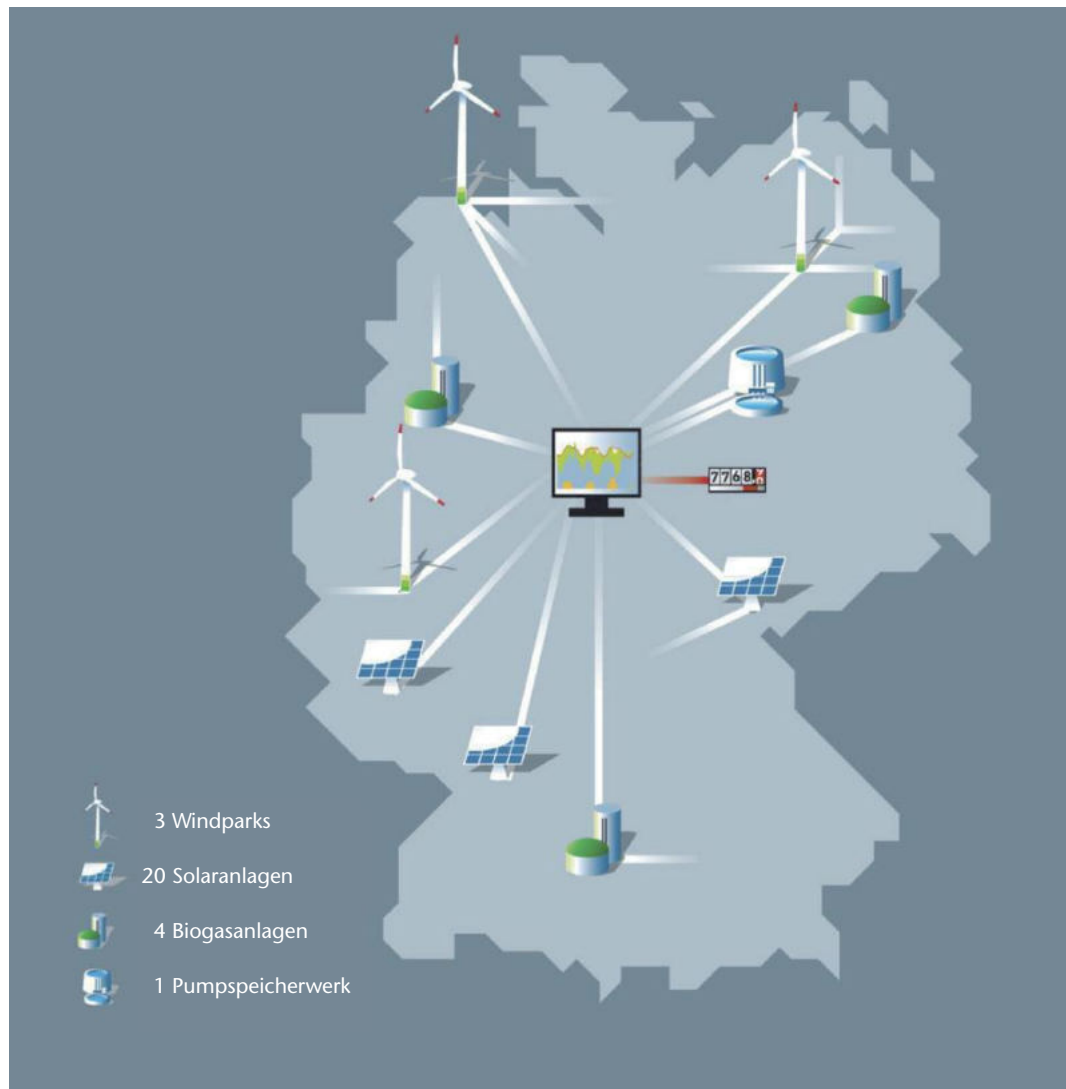 7768
3 Windparks
20 Solaranlagen
4 Biogasanlagen
1 Pumpspeicherwerk